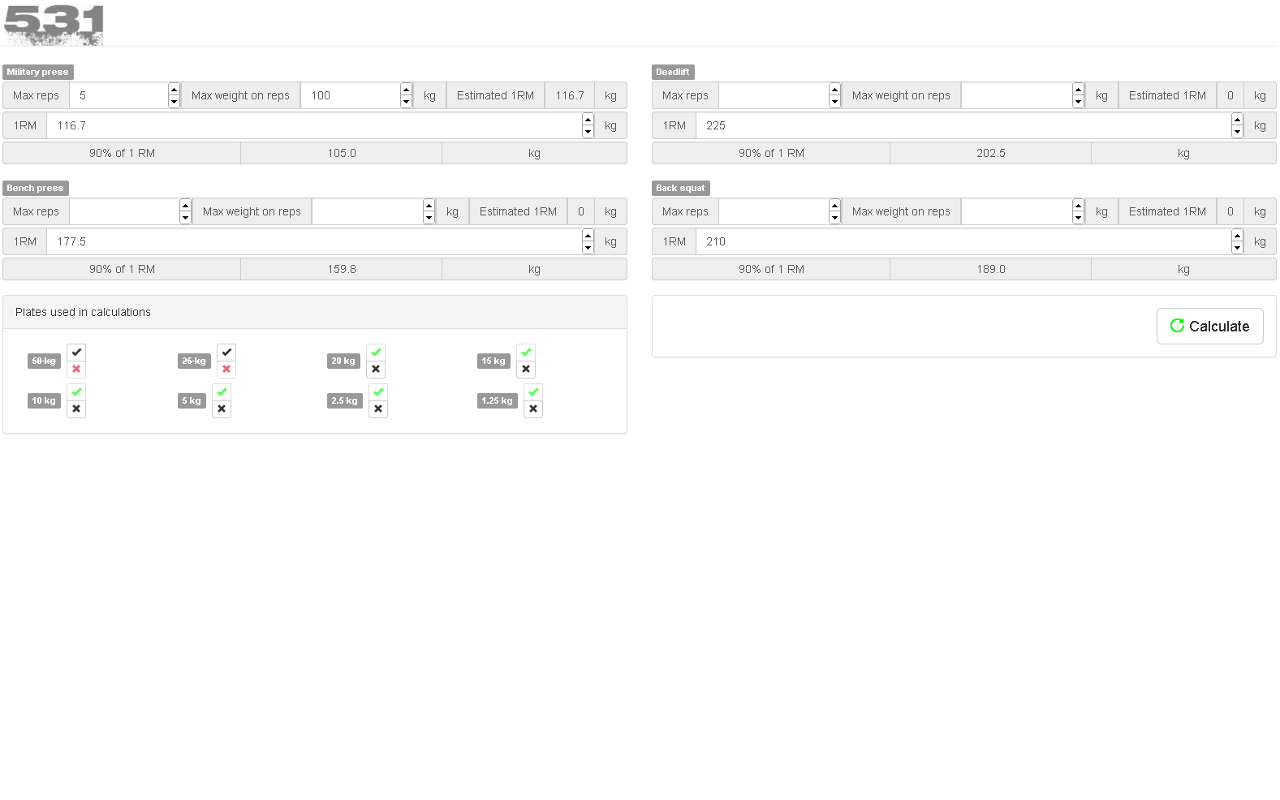 531
Military press
Max reps 5 Max weight on reps 100 kg Estimated 1RM 116.7 kg
1RM 116.7 kg
90% of 1 RM 105.0 kg
Deadlift
Max reps Max weight on reps kg Estimated 1RM 0 kg
1RM 225 kg
90% of 1 RM 202.5 kg
Bench press
Max reps Max weight on reps kg Estimated 1RM 0 kg
1RM 177.5 kg
90% of 1 RM 159.8 kg
Back squat
Max reps Max weight on reps kg Estimated 1RM 0 kg
1RM 210 kg
90% of 1 RM 189.0 kg
Plates used in calculations
50 kg 25 kg 20 kg 15 kg
10 kg 5 kg 2.5 kg 1.25 kg
Calculate